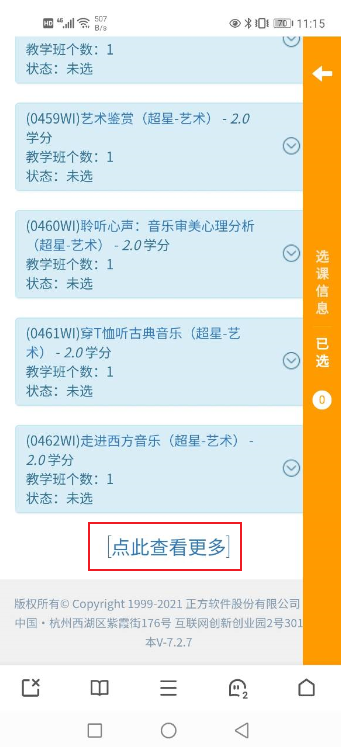 HD 4G 507 B/s 70 11:15
教学班个数：1
状态：未选
(0459WI)艺术鉴赏（超星-艺术） - 2.0
学分
教学班个数：1
状态：未选
(0460WI)聆听心声：音乐审美心理分析
（超星-艺术） - 2.0 学分
教学班个数：1
状态：未选
(0461WI)穿T恤听古典音乐（超星-艺
术） - 2.0 学分
教学班个数：1
状态：未选
(0462WI)走进西方音乐（超星-艺术） -
2.0 学分
教学班个数：1
状态：未选
选课信息
已选
0
[点此查看更多]
版权所有© Copyright 1999-2021 正方软件股份有限公司
中国・杭州西湖区紫霞街176号 互联网创新创业园2号301
本V-7.2.7
2